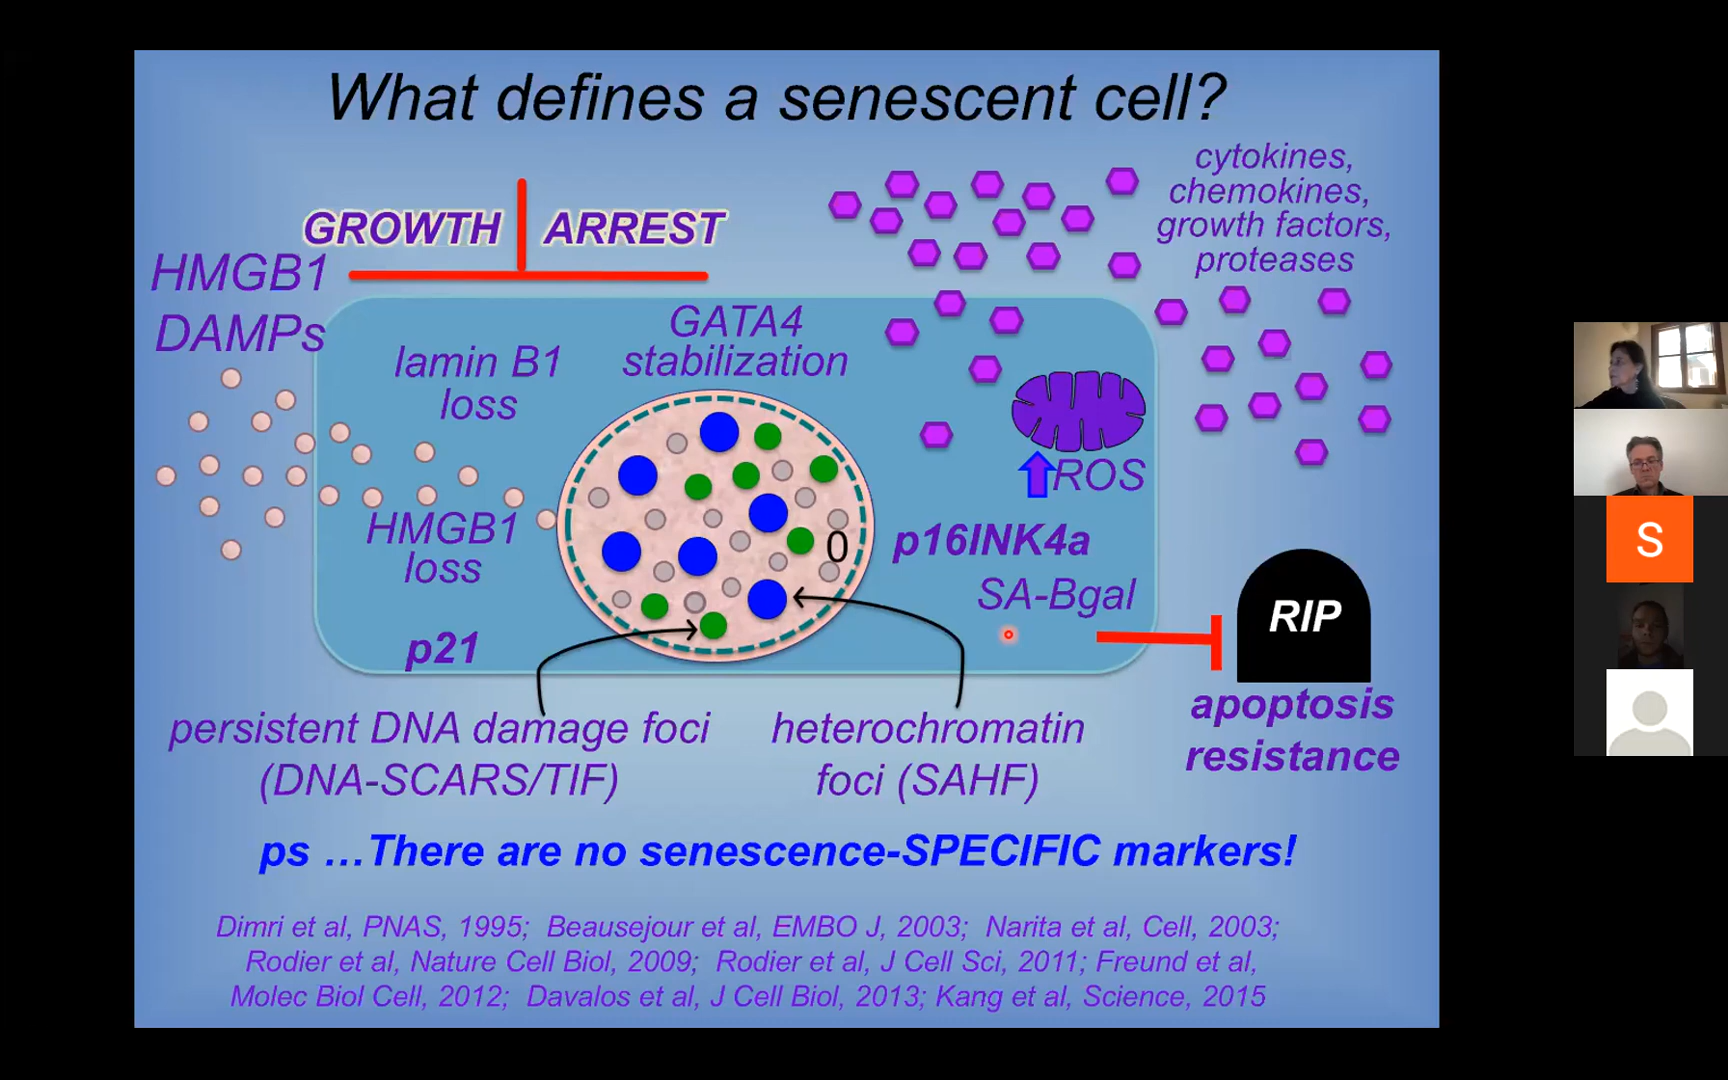 What defines a senescent cell?
GROWTH ARREST
cytokines,
chemokines,
growth factors,
proteases
HMGB1
DAMPs
lamin B1
loss
GATA4
stabilization
ROS
HMGB1
loss
0
p16INK4a
SA-Bgal
p21
RIP
apoptosis
resistance
persistent DNA damage foci
(DNA-SCARS/TIF)
heterochromatin
foci (SAHF)
ps ...There are no senescence-SPECIFIC markers!
Dimri et al, PNAS, 1995; Beausejour et al, EMBO J, 2003; Narita et al, Cell, 2003;
Rodier et al, Nature Cell Biol, 2009; Rodier et al, J Cell Sci, 2011; Freund et al,
Molec Biol Cell, 2012; Davalos et al, J Cell Biol, 2013; Kang et al, Science, 2015
S